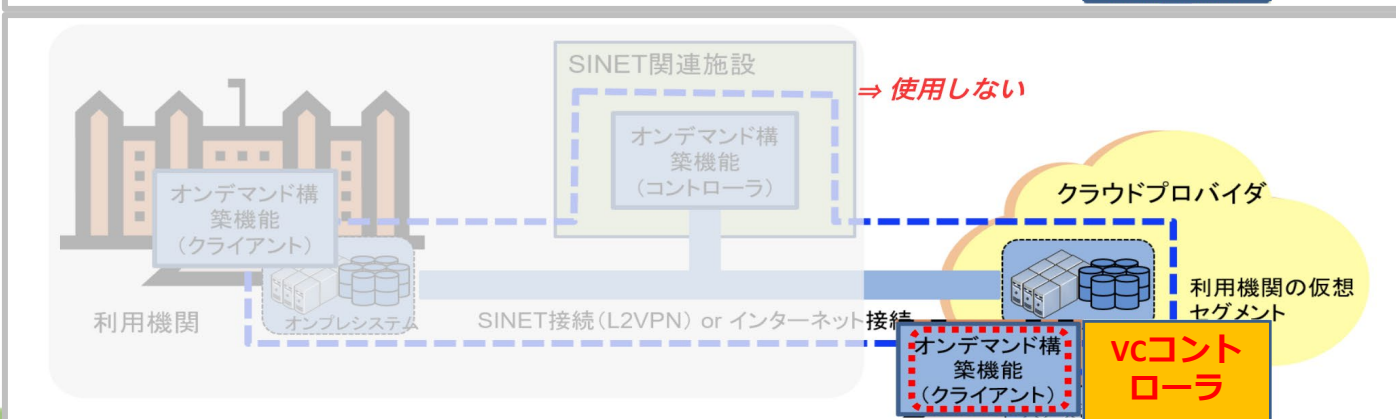 SINET関連施設
⇒ 使用しない
オンデマンド構
築機能
(コントローラ)
クラウドプロバイダ
オンデマンド構
築機能
(クライアント)
利用機関の仮想
セグメント
利用機関
オンプレシステム
SINET接続(L2VPN) or インターネット接続
オンデマンド構
築機能
(クライアント)
VCコント
ローラ